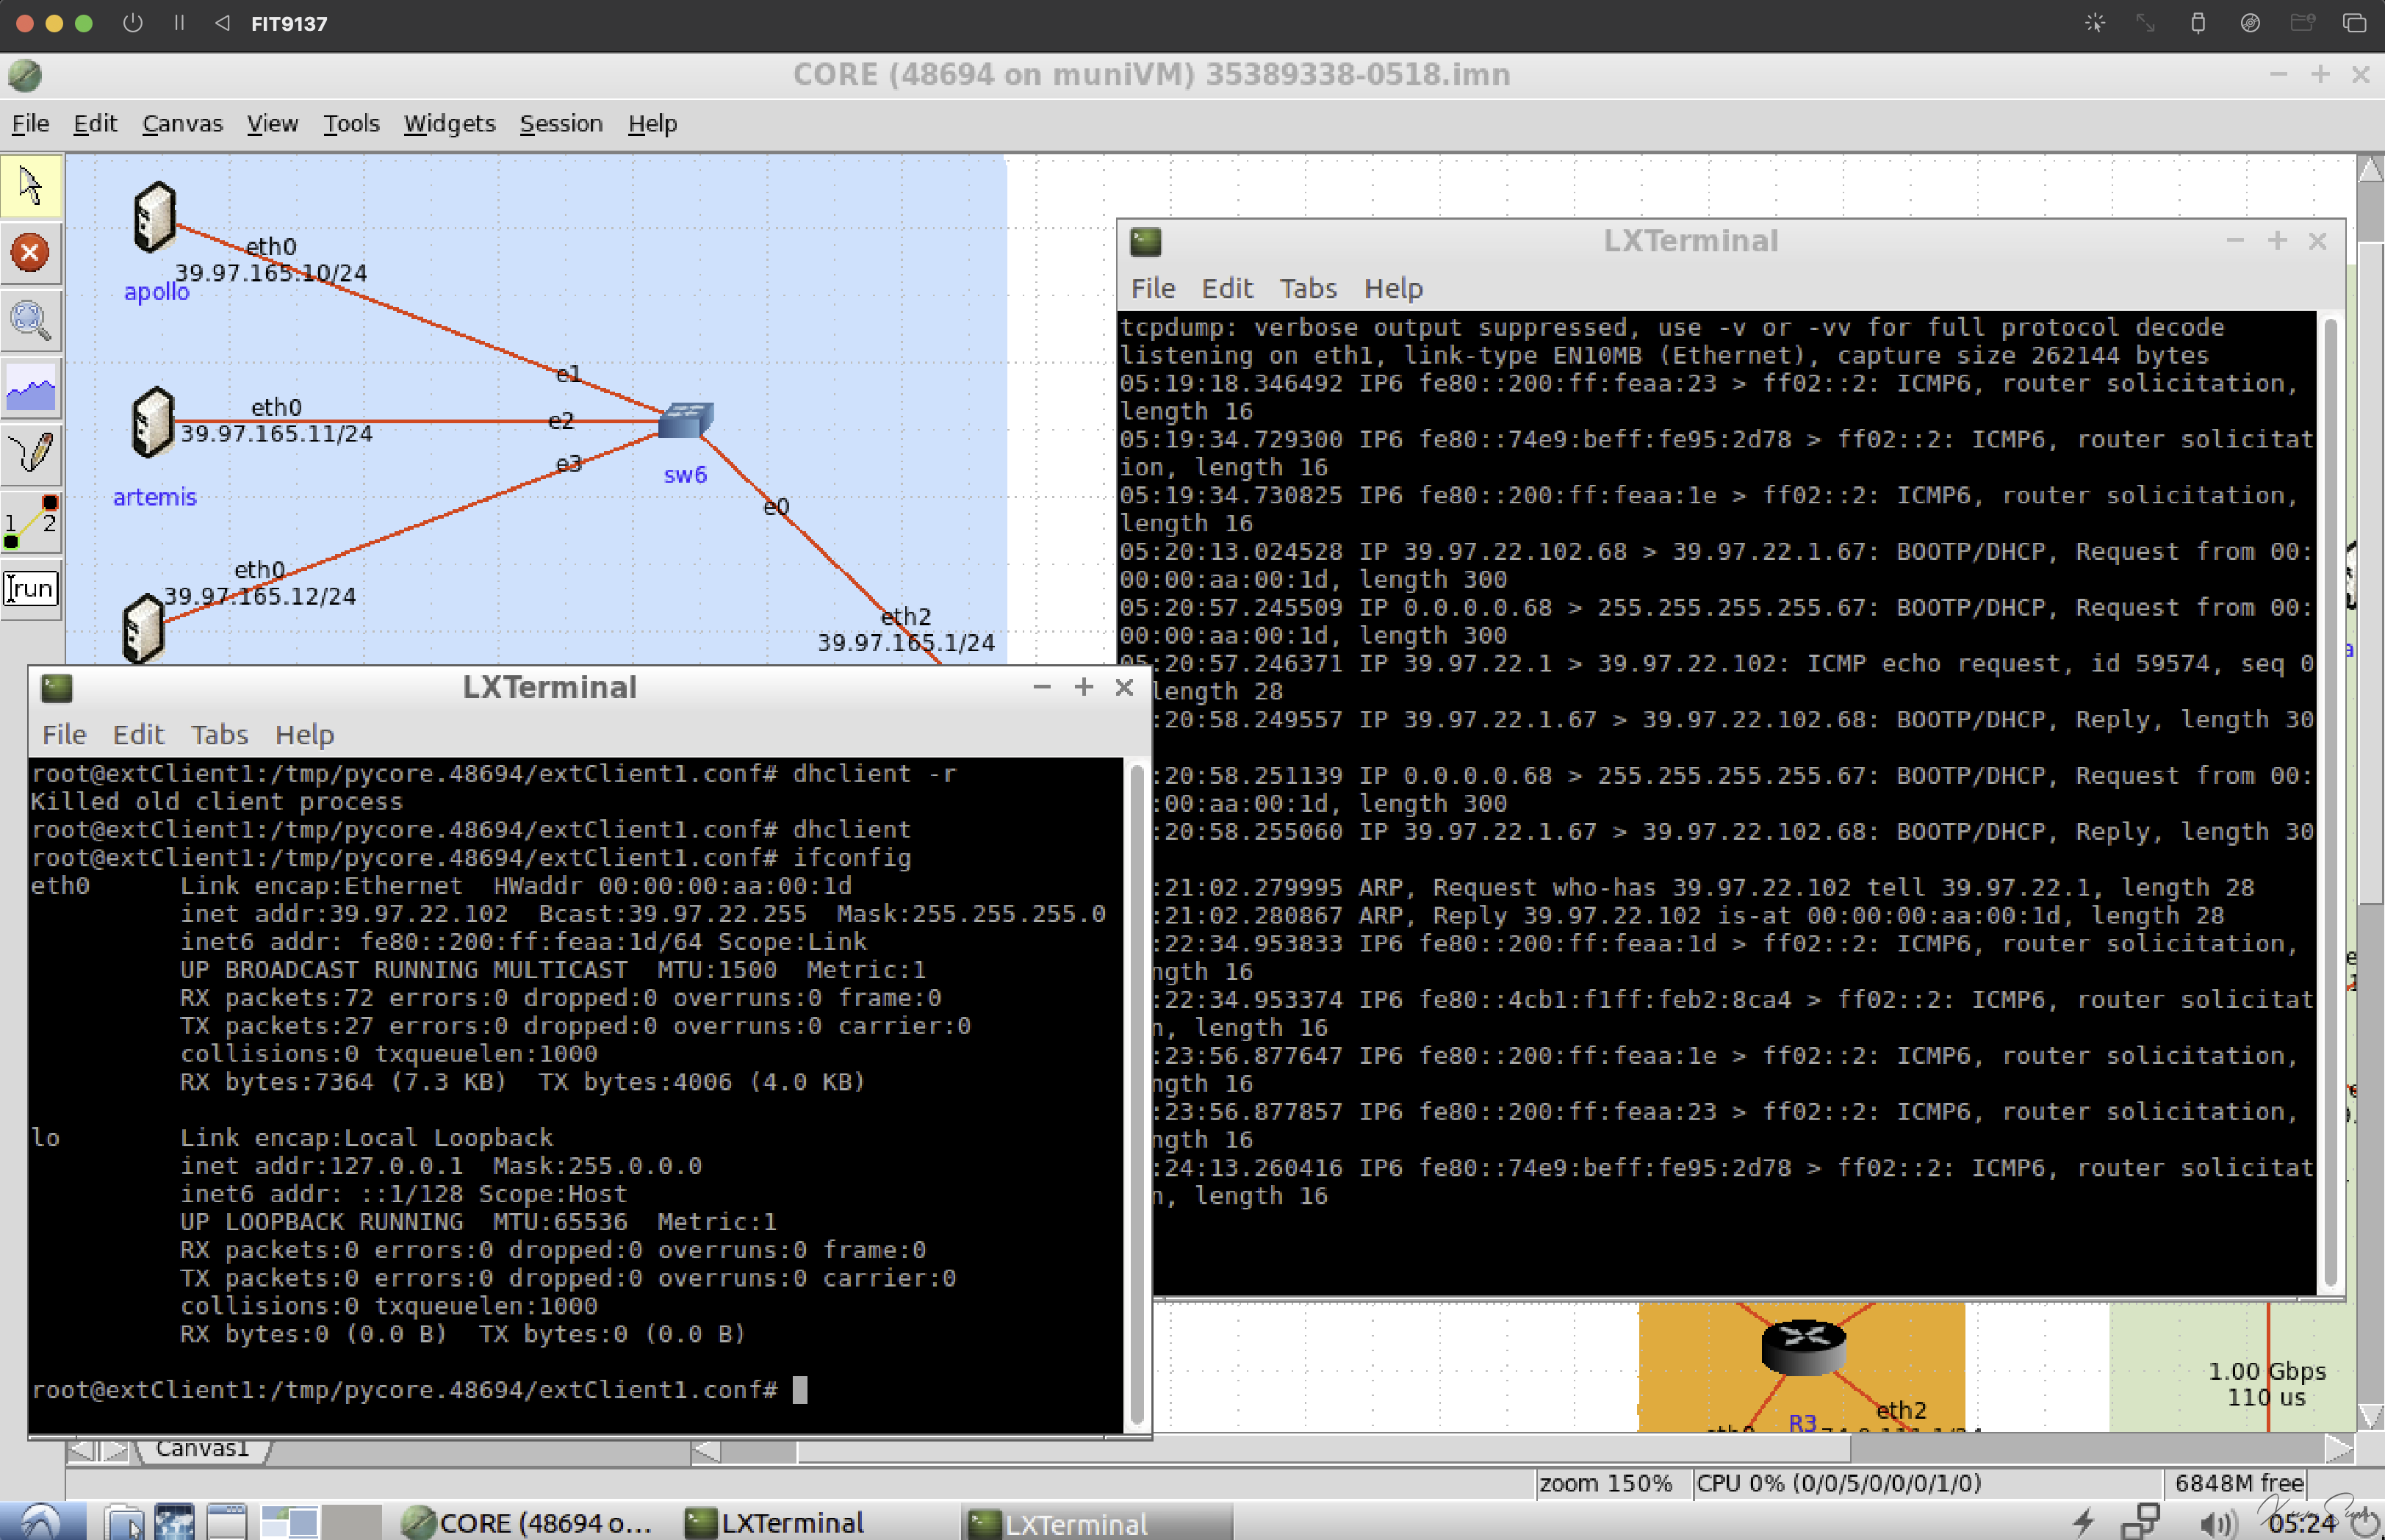 FIT9137
CORE (48694 on muniVM) 35389338-0518.imn
File Edit Canvas View Tools Widgets Session Help
eth0
39.97.165.10/24
apollo
e1
eth0
39.97.165.11/24
e2
artemis
e3
sw6
e0
eth0
39.97.165.12/24
eth2
39.97.165.1/24
1 2
run
LXTerminal
File Edit Tabs Help
tcpdump: verbose output suppressed, use -v or -vv for full protocol decode
listening on eth1, link-type EN10MB (Ethernet), capture size 262144 bytes
05:19:18.346492 IP6 fe80::200:ff:feaa:23 > ff02::2: ICMP6, router solicitation,
length 16
05:19:34.729300 IP6 fe80::74e9:beff:fe95:2d78 > ff02::2: ICMP6, router solicitat
ion, length 16
05:19:34.730825 IP6 fe80::200:ff:feaa:1e > ff02::2: ICMP6, router solicitation,
length 16
05:20:13.024528 IP 39.97.22.102.68 > 39.97.22.1.67: BOOTP/DHCP, Request from 00:
00:00:aa:00:1d, length 300
05:20:57.245509 IP 0.0.0.0.68 > 255.255.255.255.67: BOOTP/DHCP, Request from 00:
00:00:aa:00:1d, length 300
05:20:57.246371 IP 39.97.22.1 > 39.97.22.102: ICMP echo request, id 59574, seq 0
length 28
:20:58.249557 IP 39.97.22.1.67 > 39.97.22.102.68: BOOTP/DHCP, Reply, length 30
:20:58.251139 IP 0.0.0.0.68 > 255.255.255.255.67: BOOTP/DHCP, Request from 00:
:00:aa:00:1d, length 300
:20:58.255060 IP 39.97.22.1.67 > 39.97.22.102.68: BOOTP/DHCP, Reply, length 30
:21:02.279995 ARP, Request who-has 39.97.22.102 tell 39.97.22.1, length 28
:21:02.280867 ARP, Reply 39.97.22.102 is-at 00:00:00:aa:00:1d, length 28
:22:34.953833 IP6 fe80::200:ff:feaa:1d > ff02::2: ICMP6, router solicitation,
ngth 16
:22:34.953374 IP6 fe80::4cb1:f1ff:feb2:8ca4 > ff02::2: ICMP6, router solicitat
n, length 16
:23:56.877647 IP6 fe80::200:ff:feaa:1e > ff02::2: ICMP6, router solicitation,
ngth 16
:23:56.877857 IP6 fe80::200:ff:feaa:23 > ff02::2: ICMP6, router solicitation,
ngth 16
:24:13.260416 IP6 fe80::74e9:beff:fe95:2d78 > ff02::2: ICMP6, router solicitat
n, length 16
LXTerminal
File Edit Tabs Help
root@extClient1:/tmp/pycore.48694/extClient1.conf# dhclient -r
Killed old client process
root@extClient1:/tmp/pycore.48694/extClient1.conf# dhclient
root@extClient1:/tmp/pycore.48694/extClient1.conf# ifconfig
eth0 Link encap:Ethernet HWaddr 00:00:00:aa:00:1d
inet addr:39.97.22.102 Bcast:39.97.22.255 Mask:255.255.255.0
inet6 addr: fe80::200:ff:feaa:1d/64 Scope:Link
UP BROADCAST RUNNING MULTICAST MTU:1500 Metric:1
RX packets:72 errors:0 dropped:0 overruns:0 frame:0
TX packets:27 errors:0 dropped:0 overruns:0 carrier:0
collisions:0 txqueuelen:1000
RX bytes:7364 (7.3 KB) TX bytes:4006 (4.0 KB)
lo Link encap:Local Loopback
inet addr:127.0.0.1 Mask:255.0.0.0
inet6 addr: ::1/128 Scope:Host
UP LOOPBACK RUNNING MTU:65536 Metric:1
RX packets:0 errors:0 dropped:0 overruns:0 frame:0
TX packets:0 errors:0 dropped:0 overruns:0 carrier:0
collisions:0 txqueuelen:1000
RX bytes:0 (0.0 B) TX bytes:0 (0.0 B)
root@extClient1:/tmp/pycore.48694/extClient1.conf#
1.00 Gbps
110 us
eth2
R3
Canvas1
zoom 150% CPU 0% (0/0/5/0/0/0/1/0) 6848M free
CORE (48694 o... LXTerminal LXTerminal 05:24